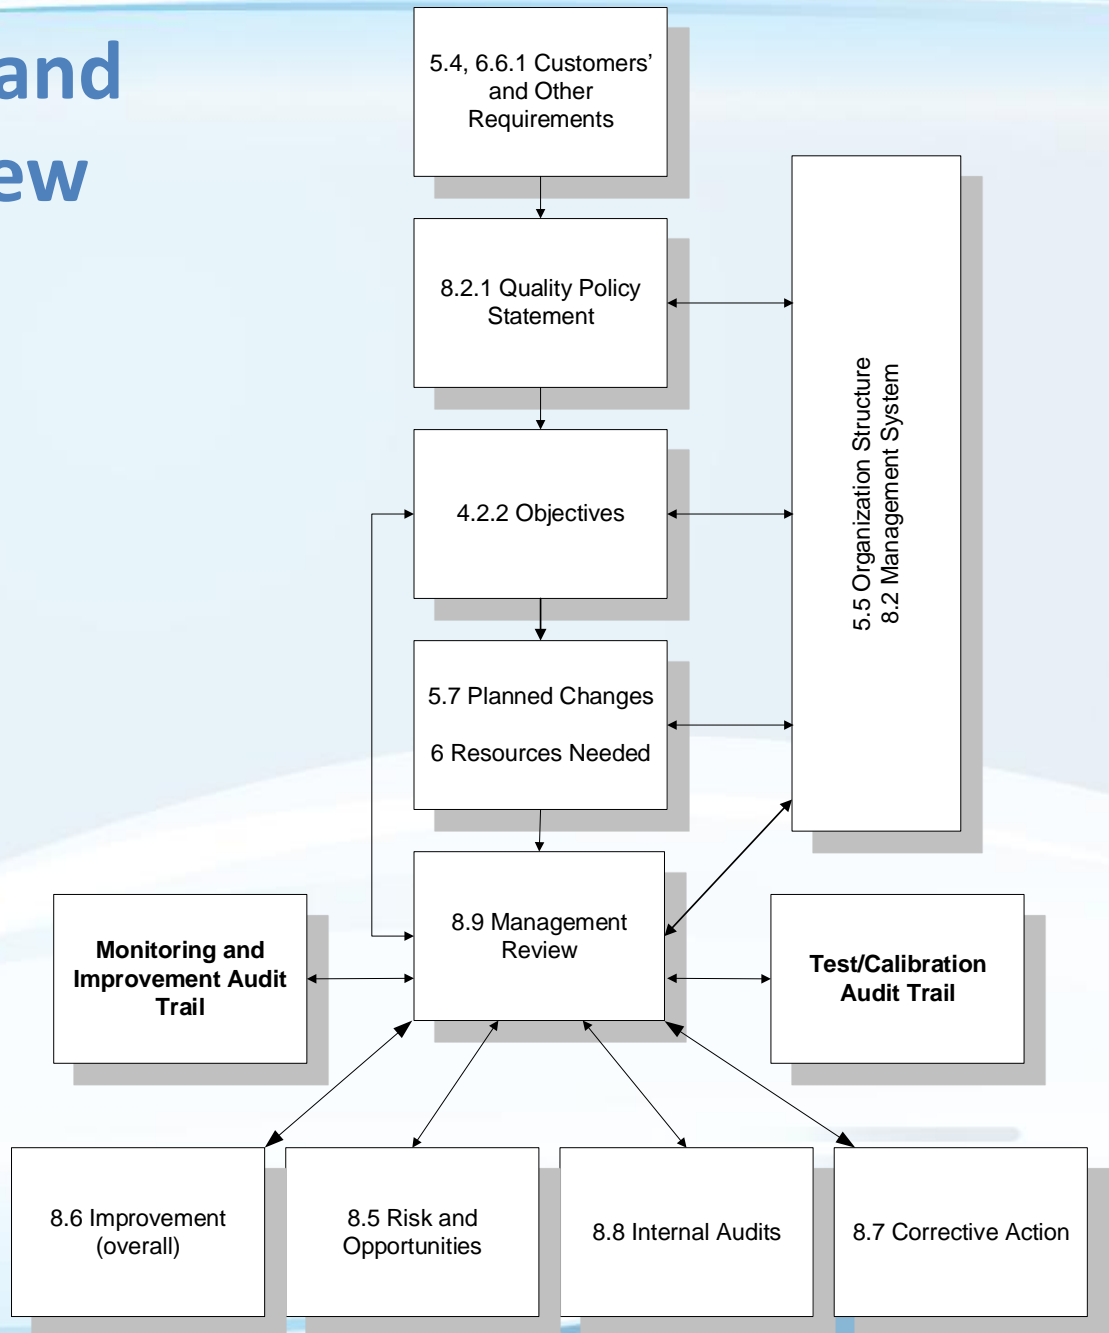 and
ew
5.4, 6.6.1 Customers’
and Other
Requirements
8.2.1 Quality Policy
Statement
4.2.2 Objectives
5.7 Planned Changes
6 Resources Needed
5.5 Organization Structure
8.2 Management System
8.9 Management
Review
Monitoring and
Improvement Audit
Trail
Test/Calibration
Audit Trail
8.6 Improvement
(overall)
8.5 Risk and
Opportunities
8.8 Internal Audits
8.7 Corrective Action